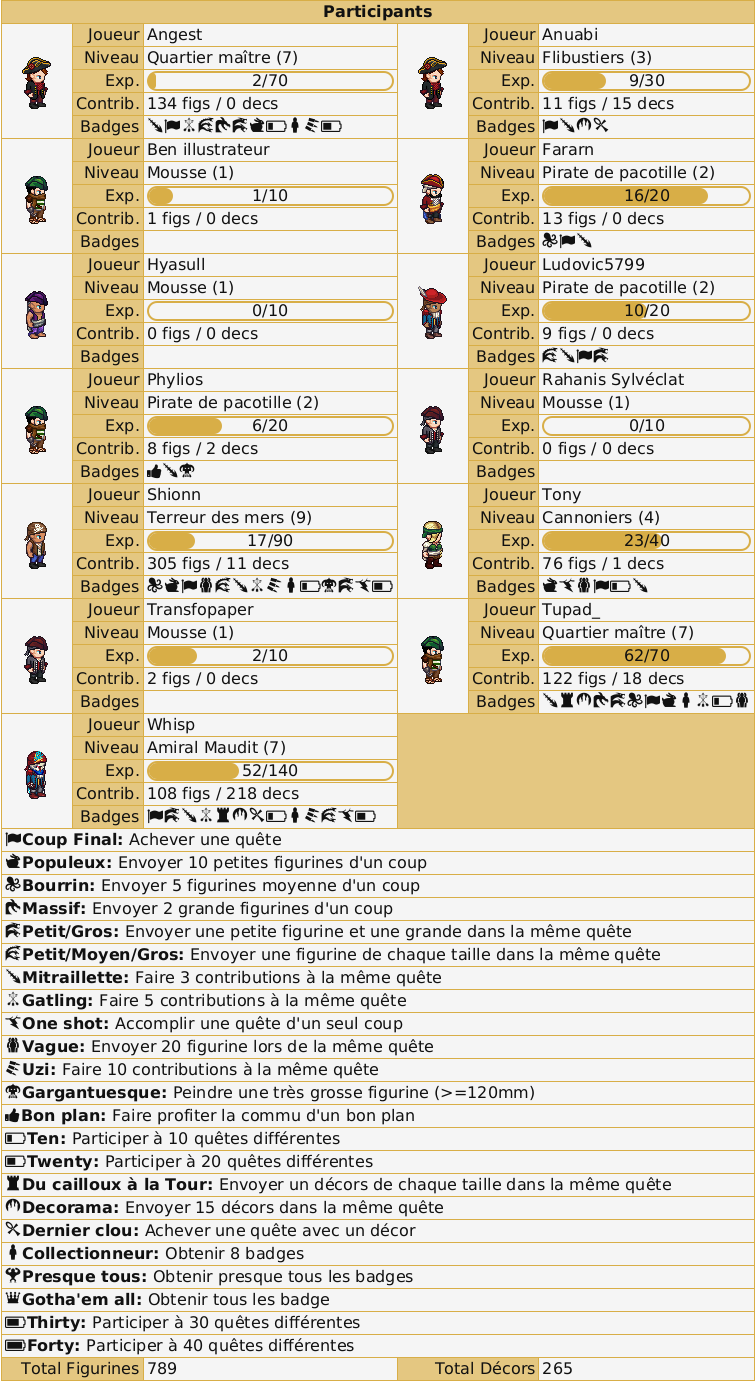 Participants
Joueur Angest
Niveau Quartier maître (7)
Exp. 2/70
Contrib. 134 figs / 0 decs
Badges
Joueur Anuabi
Niveau Flibustiers (3)
Exp. 9/30
Contrib. 11 figs / 15 decs
Badges
Joueur Ben illustrateur
Niveau Mousse (1)
Exp. 1/10
Contrib. 1 figs / 0 decs
Badges
Joueur Fararn
Niveau Pirate de pacotille (2)
Exp. 16/20
Contrib. 13 figs / 0 decs
Badges
Joueur Hyasull
Niveau Mousse (1)
Exp. 0/10
Contrib. 0 figs / 0 decs
Badges
Joueur Ludovic5799
Niveau Pirate de pacotille (2)
Exp. 10/20
Contrib. 9 figs / 0 decs
Badges
Joueur Phylios
Niveau Pirate de pacotille (2)
Exp. 6/20
Contrib. 8 figs / 2 decs
Badges
Joueur Rahanis Sylvéclat
Niveau Mousse (1)
Exp. 0/10
Contrib. 0 figs / 0 decs
Badges
Joueur Shionn
Niveau Terreur des mers (9)
Exp. 17/90
Contrib. 305 figs / 11 decs
Badges
Joueur Tony
Niveau Cannoniers (4)
Exp. 23/40
Contrib. 76 figs / 1 decs
Badges
Joueur Transfopaper
Niveau Mousse (1)
Exp. 2/10
Contrib. 2 figs / 0 decs
Badges
Joueur Tupad_
Niveau Quartier maître (7)
Exp. 62/70
Contrib. 122 figs / 18 decs
Badges
Joueur Whisp
Niveau Amiral Maudit (7)
Exp. 52/140
Contrib. 108 figs / 218 decs
Badges
Coup Final: Achever une quête
Populeux: Envoyer 10 petites figurines d'un coup
Bourrin: Envoyer 5 figurines moyenne d'un coup
Massif: Envoyer 2 grande figurines d'un coup
Petit/Gros: Envoyer une petite figurine et une grande dans la même quête
Petit/Moyen/Gros: Envoyer une figurine de chaque taille dans la même quête
Mitraillette: Faire 3 contributions à la même quête
Gatling: Faire 5 contributions à la même quête
One shot: Accomplir une quête d'un seul coup
Vague: Envoyer 20 figurine lors de la même quête
Uzi: Faire 10 contributions à la même quête
Gargantuesque: Peindre une très grosse figurine (>=120mm)
Bon plan: Faire profiter la commu d'un bon plan
Ten: Participer à 10 quêtes différentes
Twenty: Participer à 20 quêtes différentes
Du cailloux à la Tour: Envoyer un décors de chaque taille dans la même quête
Decorama: Envoyer 15 décors dans la même quête
Dernier clou: Achever une quête avec un décor
Collectionneur: Obtenir 8 badges
Presque tous: Obtenir presque tous les badges
Gotha'em all: Obtenir tous les badge
Thirty: Participer à 30 quêtes différentes
Forty: Participer à 40 quêtes différentes
Total Figurines 789
Total Décors 265